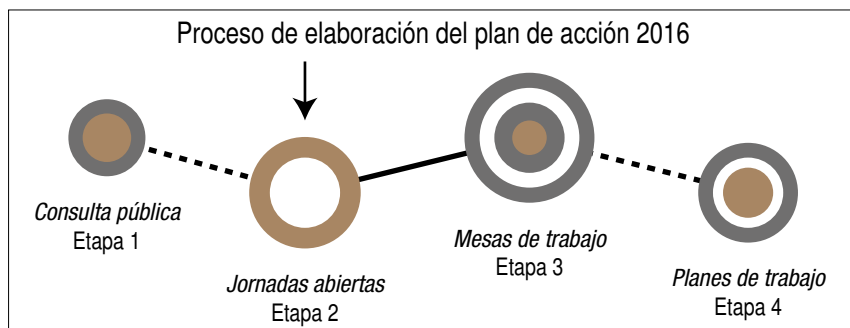 Proceso de elaboración del plan de acción 2016
Consulta pública
Etapa 1
Jornadas abiertas
Etapa 2
Mesas de trabajo
Etapa 3
Planes de trabajo
Etapa 4